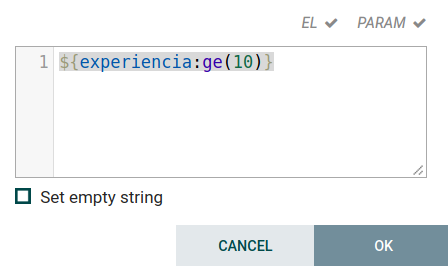 EL PARAM
1 ${experiencia:ge(10)}
Set empty string
CANCEL OK